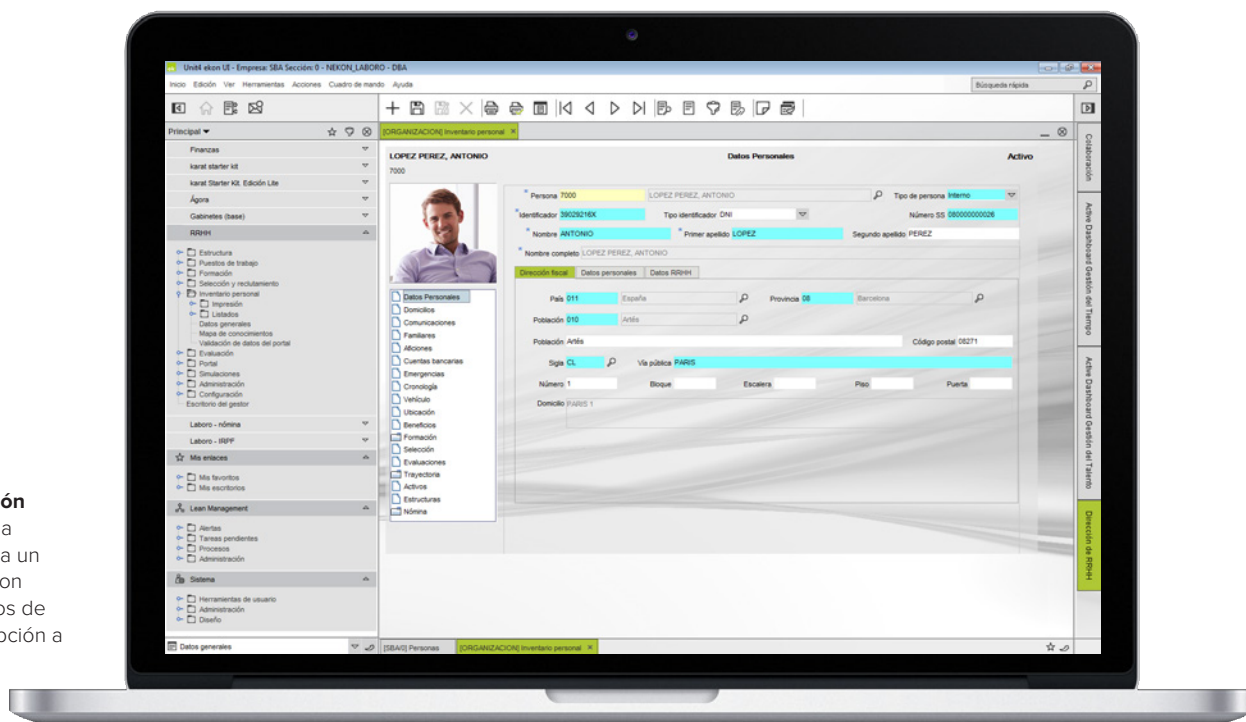 Unit4 ekon UI - Empresa: SBA Sección: 0 - NEKON_LABORO - DBA
Inicio Edición Ver Herramientas Acciones Cuadro de mando Ayuda
Búsqueda rápida
Principal
Finanzas
karat starter kit
karat Starter Kit. Edición Lite
Ágora
Gabinetes (base)
RRHH
Estructura
Puestos de trabajo
Formación
Selección y reclutamiento
Inventario personal
Impresión
Listados
Datos generales
Mapa de conocimientos
Validación de datos del portal
Evaluación
Portal
Simulaciones
Administración
Configuración
Escritorio del gestor
Laboro - nómina
Laboro - IRPF
Mis enlaces
Mis favoritos
Mis escritorios
Lean Management
Alertas
Tareas pendientes
Procesos
Administración
Sistema
Herramientas de usuario
Administración
Diseño
Datos generales
[ORGANIZACION] Inventario personal
LOPEZ PEREZ, ANTONIO Datos Personales Activo
7000
* Persona 7000 LOPEZ PEREZ, ANTONIO Tipo de persona Interno
* Identificador 39029216X Tipo identificador DNI Número SS 080000000026
* Nombre ANTONIO * Primer apellido LOPEZ Segundo apellido PEREZ
* Nombre completo LOPEZ PEREZ, ANTONIO
Dirección fiscal Datos personales Datos RRHH
País 011 España Provincia 08 Barcelona
Población 010 Artés
Población Artés Código postal 08271
Sigla CL Vía pública PARIS
Número 1 Bloque Escalera Piso Puerta
Domicilio PARIS 1
Datos Personales
Domicilios
Comunicaciones
Familiares
Aficiones
Cuentas bancarias
Emergencias
Cronología
Vehículo
Ubicación
Beneficios
Formación
Selección
Evaluaciones
Trayectoria
Activos
Estructuras
Nómina
[SBA/0] Personas [ORGANIZACION] Inventario personal
Colaboración
Active Dashboard Gestión del Tiempo
Active Dashboard Gestión del Talento
Dirección de RRHH
ón
a
a un
on
os de
pción a